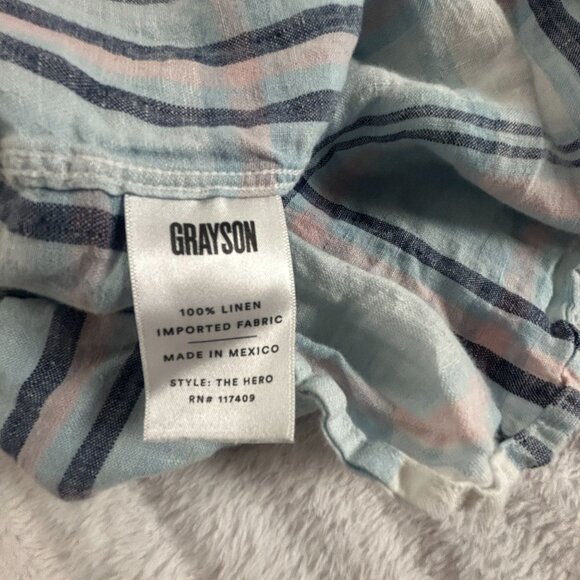 GRAYSON
100% LINEN
IMPORTED FABRIC
MADE IN MEXICO
STYLE: THE HERO
RN# 117409